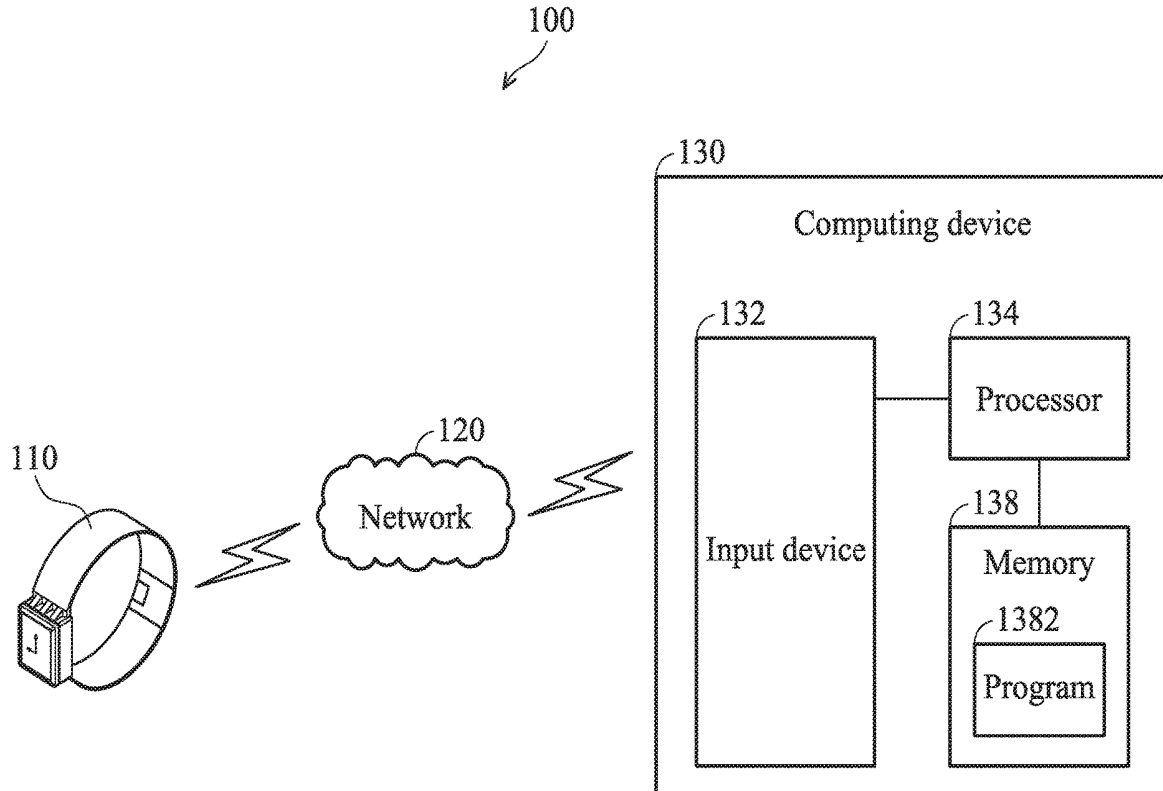 100
130
Computing device
132
134
Processor
120
110
Network
138
Input device
Memory
1382
Program